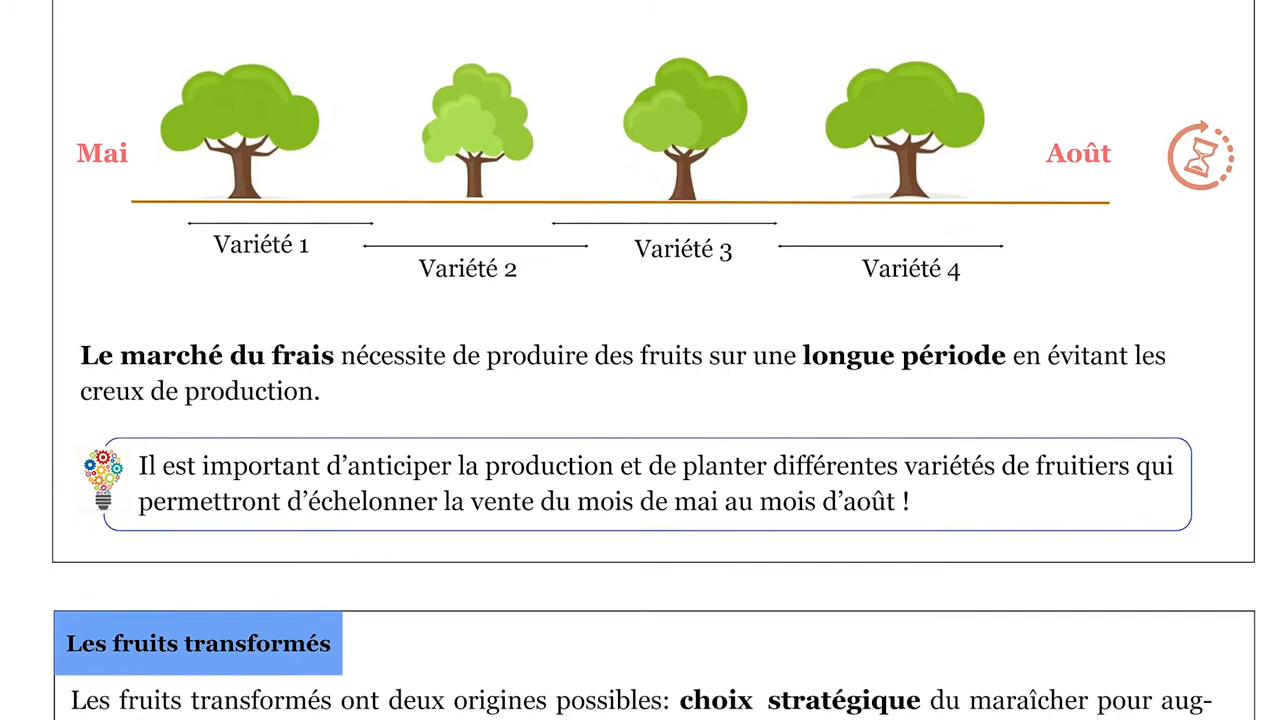 Mai
Août
Variété 1
Variété 2
Variété 3
Variété 4
Le marché du frais nécessite de produire des fruits sur une longue période en évitant les
creux de production.
Il est important d’anticiper la production et de planter différentes variétés de fruitiers qui
permettront d’échelonner la vente du mois de mai au mois d’août !
Les fruits transformés
Les fruits transformés ont deux origines possibles: choix stratégique du maraîcher pour aug-